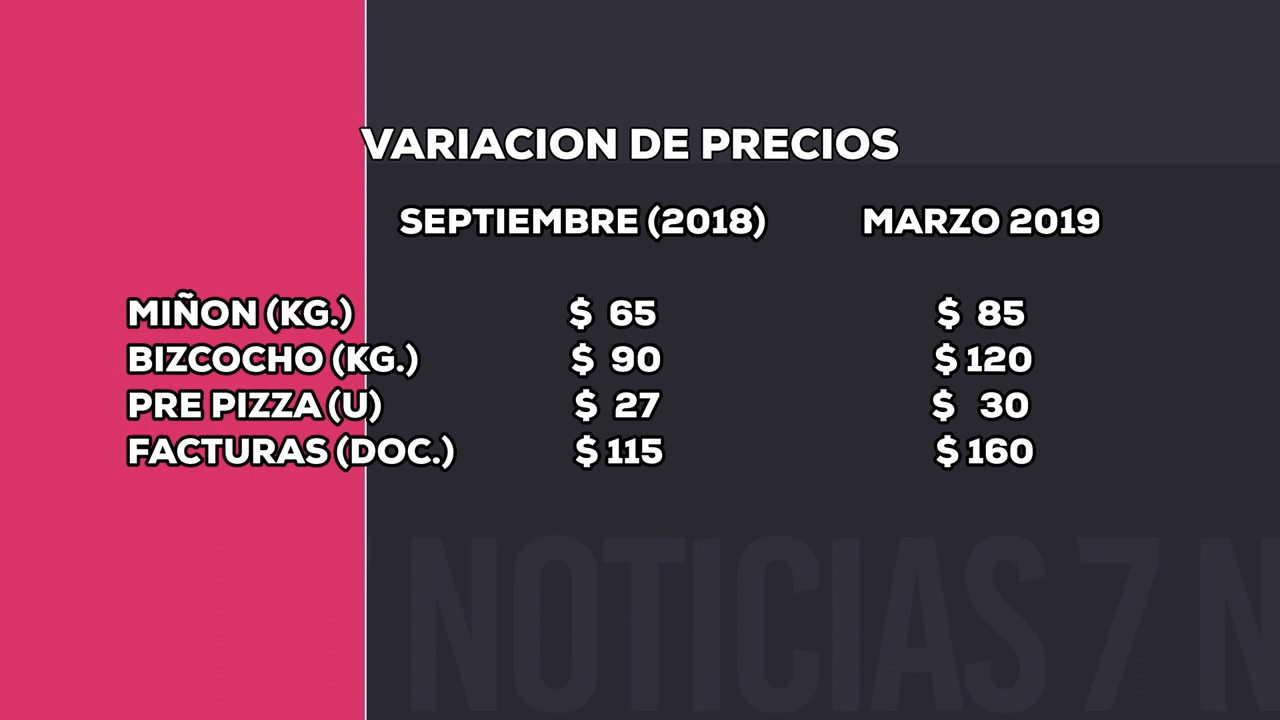 VARIACION DE PRECIOS
SEPTIEMBRE (2018) MARZO 2019
MIÑON (KG.) $ 65 $ 85
BIZCOCHO (KG.) $ 90 $ 120
PRE PIZZA (U) $ 27 $ 30
FACTURAS (DOC.) $ 115 $ 160
7 NOTICIAS 7 N